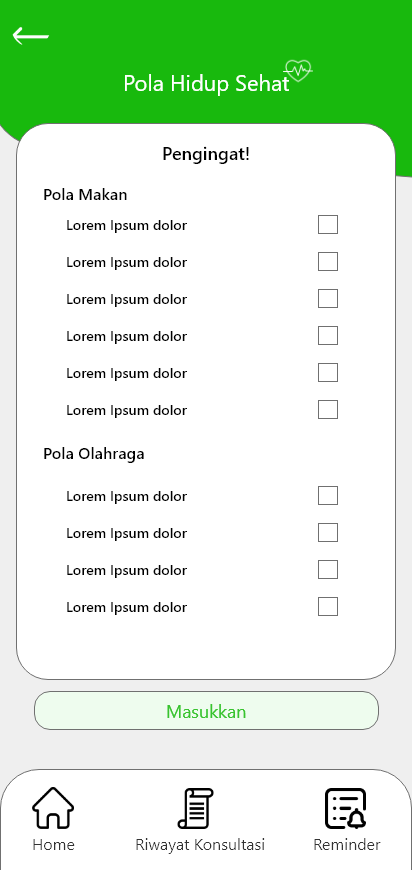 Pola Hidup Sehat
Pengingat!
Pola Makan
Lorem Ipsum dolor
Lorem Ipsum dolor
Lorem Ipsum dolor
Lorem Ipsum dolor
Lorem Ipsum dolor
Lorem Ipsum dolor
Pola Olahraga
Lorem Ipsum dolor
Lorem Ipsum dolor
Lorem Ipsum dolor
Lorem Ipsum dolor
Masukkan
Home Riwayat Konsultasi Reminder